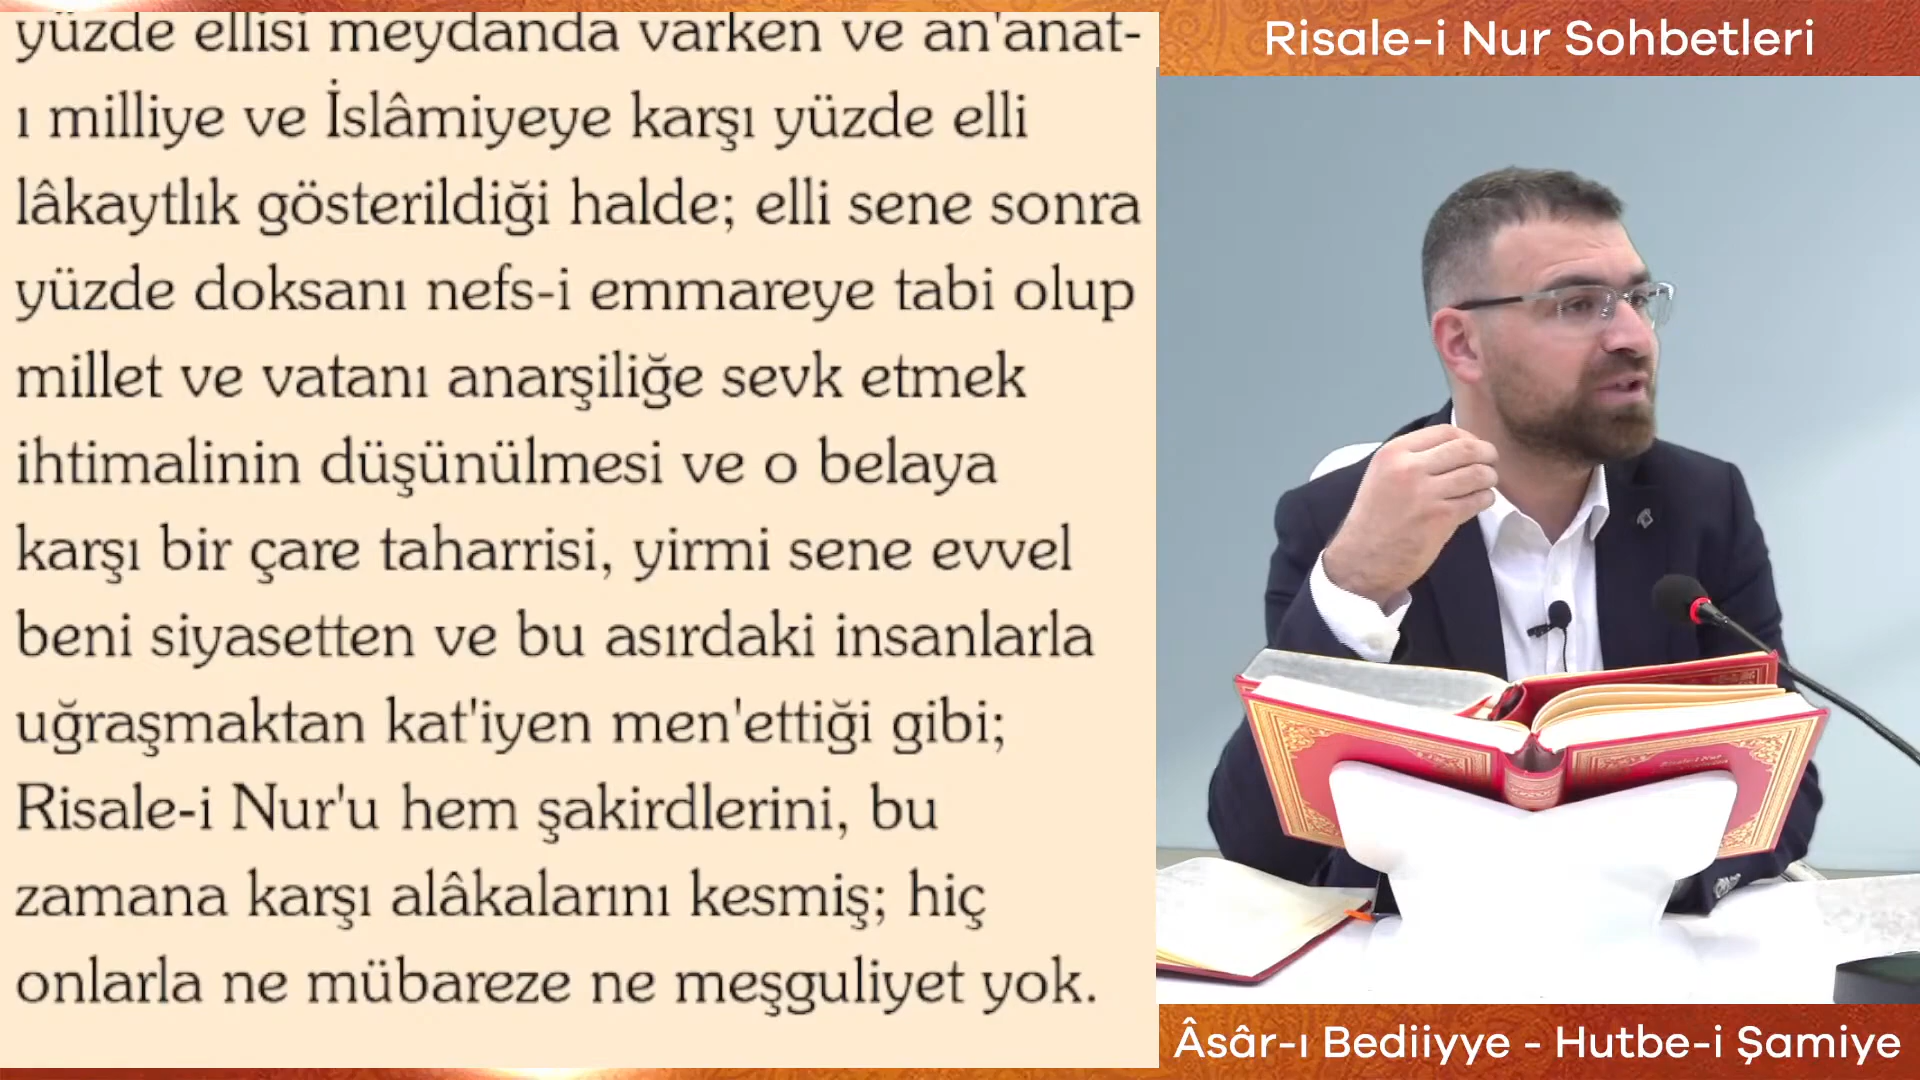 yüzde ellisi meydanda varken ve an'anat-
ı milliye ve İslâmiyeye karşı yüzde elli
lâkaytlık gösterildiği halde; elli sene sonra
yüzde doksanı nefs-i emmareye tabi olup
millet ve vatanı anarşiliğe sevk etmek
ihtimalinin düşünülmesi ve o belaya
karşı bir çare taharrisi, yirmi sene evvel
beni siyasetten ve bu asırdaki insanlarla
uğraşmaktan kat'iyen men'ettiği gibi;
Risale-i Nur'u hem şakirdlerini, bu
zamana karşı alâkalarını kesmiş; hiç
onlarla ne mübareze ne meşguliyet yok.
Risale-i Nur Sohbetleri
Âsâr-ı Bediiyye - Hutbe-i Şamiye